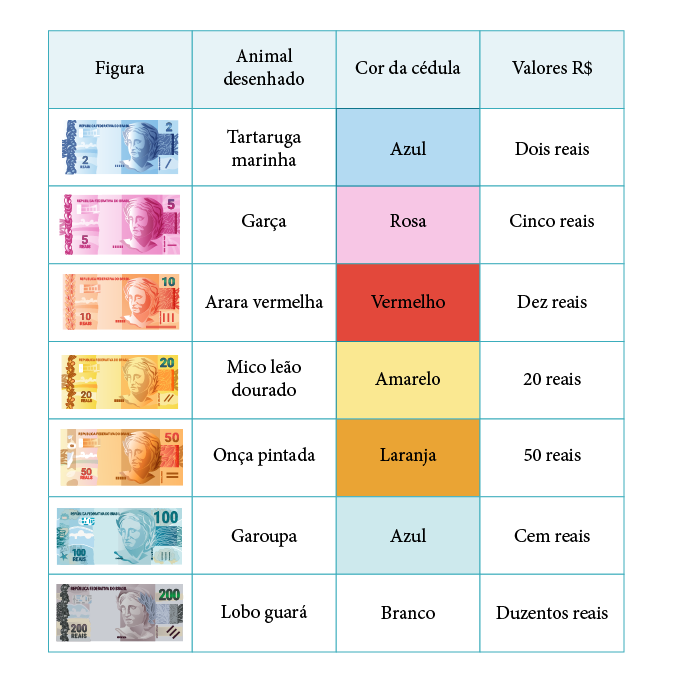 Figura
Animal
desenhado
Cor da cédula
Valores R$
REPÚBLICA FEDERATIVA DO BRASIL
2
2
REAIS
Tartaruga
marinha
Azul
Dois reais
REPÚBLICA FEDERATIVA DO BRASIL
5
5
REAIS
Garça
Rosa
Cinco reais
REPÚBLICA FEDERATIVA DO BRASIL
10
10
REAIS
Arara vermelha
Vermelho
Dez reais
REPÚBLICA FEDERATIVA DO BRASIL
20
20
REAIS
Mico leão
dourado
Amarelo
20 reais
REPÚBLICA FEDERATIVA DO BRASIL
50
50
REAIS
Onça pintada
Laranja
50 reais
REPÚBLICA FEDERATIVA DO BRASIL
100
100
REAIS
Garoupa
Azul
Cem reais
REPÚBLICA FEDERATIVA DO BRASIL
200
200
REAIS
Lobo guará
Branco
Duzentos reais